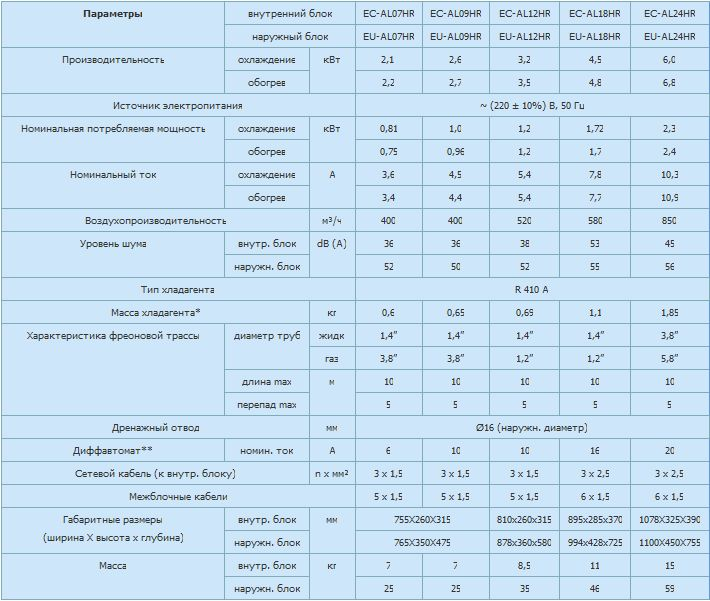 Параметры внутренний блок EC-AL07HR EC-AL09HR EC-AL12HR EC-AL18HR EC-AL24HR
наружный блок EU-AL07HR EU-AL09HR EU-AL12HR EU-AL18HR EU-AL24HR
Производительность охлаждение кВт 2,1 2,6 3,2 4,5 6,0
обогрев 2,2 2,7 3,5 4,8 6,8
Источник электропитания ~ (220 ± 10%) В, 50 Гц
Номинальная потребляемая мощность охлаждение кВт 0,81 1,0 1,2 1,72 2,3
обогрев 0,75 0,96 1,2 1,7 2,4
Номинальный ток охлаждение А 3,6 4,5 5,4 7,8 10,3
обогрев 3,4 4,4 5,4 7,7 10,9
Воздухопроизводительность м³/ч 400 400 520 580 850
Уровень шума внутр. блок dB (A) 36 36 38 53 45
наружн. блок 52 50 52 55 56
Тип хладагента R 410 A
Масса хладагента* кг 0,6 0,65 0,69 1,1 1,85
Характеристика фреоновой трассы диаметр труб жидк 1,4” 1,4” 1,4” 1,4” 3,8”
газ 3,8” 3,8” 1,2” 1,2” 5,8”
длина max м 10 10 10 10 10
перепад max 5 5 5 5 5
Дренажный отвод мм Ø16 (наружн. диаметр)
Диффавтомат** номин. ток А 6 10 10 16 20
Сетевой кабель (к внутр. блоку) n x мм² 3 x 1,5 3 x 1,5 3 x 1,5 3 x 2,5 3 x 2,5
Межблочные кабели 5 x 1,5 5 x 1,5 5 x 1,5 6 x 1,5 6 x 1,5
Габаритные размеры внутр. блок мм 755X260X315 810x260x315 895x285x370 1078X325X390
(ширина X высота x глубина) наружн. блок 765X350X475 878x360x580 994x428x725 1100X450X755
Масса внутр. блок кг 7 7 8,5 11 15
наружн. блок 25 25 35 46 59